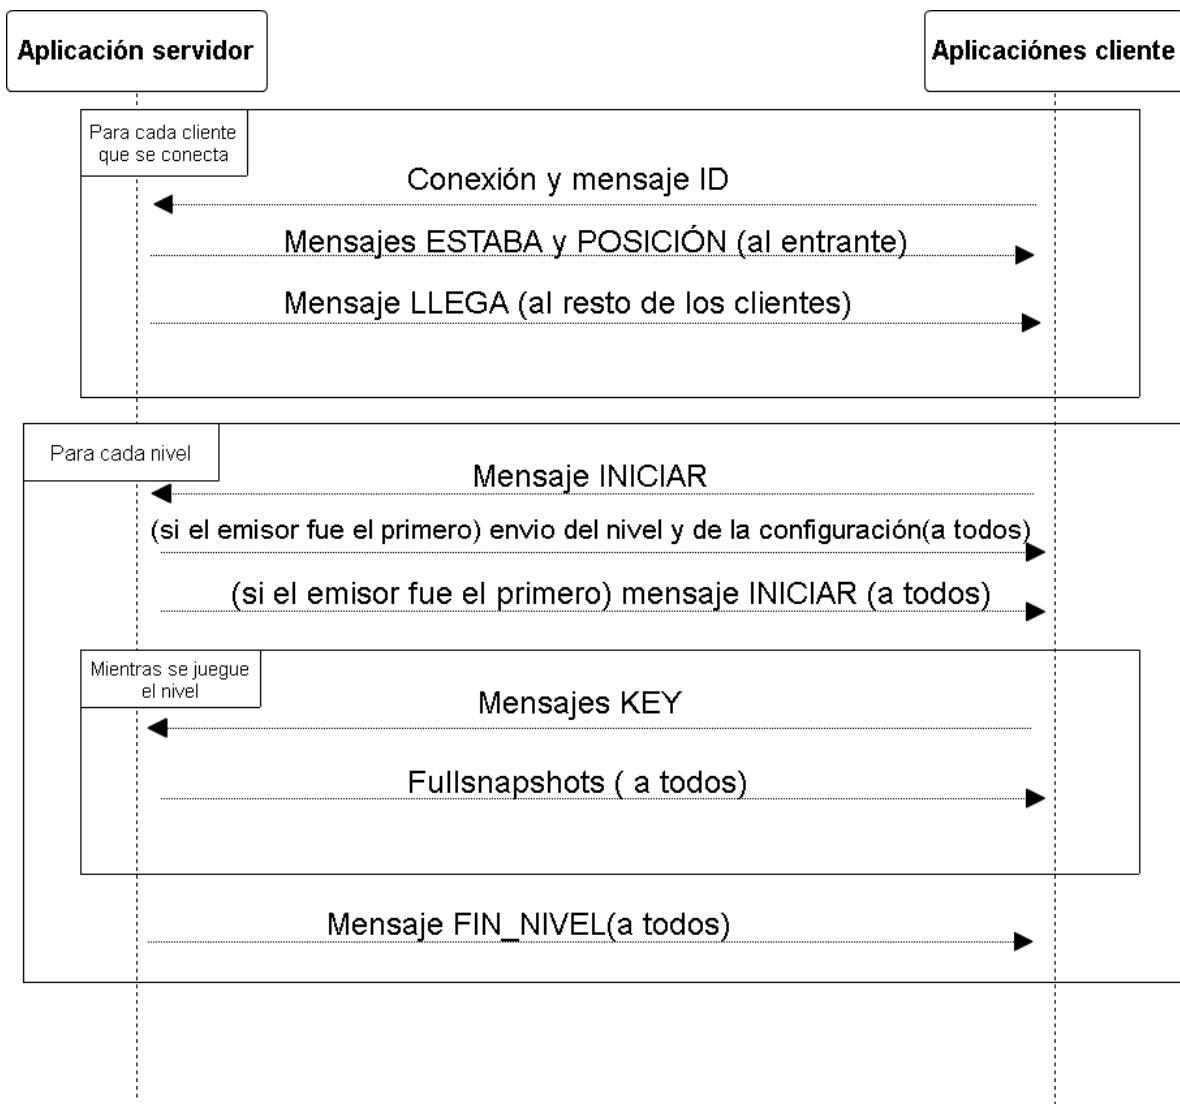 Aplicación servidor
Aplicaciónes cliente
Para cada cliente
que se conecta
Conexión y mensaje ID
Mensajes ESTABA y POSICIÓN (al entrante)
Mensaje LLEGA (al resto de los clientes)
Para cada nivel
Mensaje INICIAR
(si el emisor fue el primero) envio del nivel y de la configuración(a todos)
(si el emisor fue el primero) mensaje INICIAR (a todos)
Mientras se juegue
el nivel
Mensajes KEY
Fullsnapshots ( a todos)
Mensaje FIN_NIVEL(a todos)